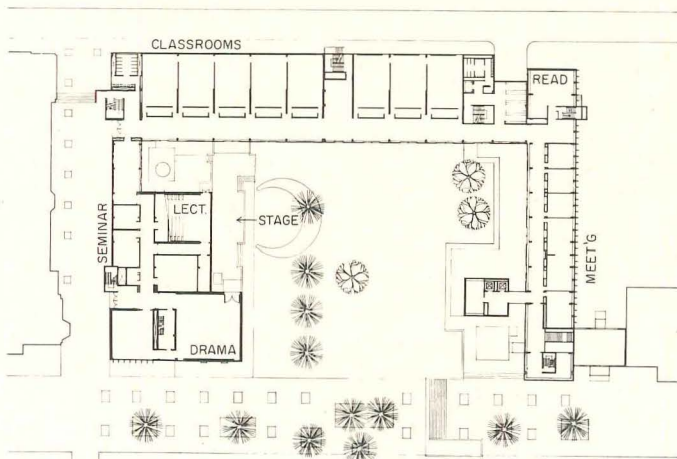 CLASSROOMS
READ
LECT.
STAGE
SEMINAR
MEET'G
DRAMA